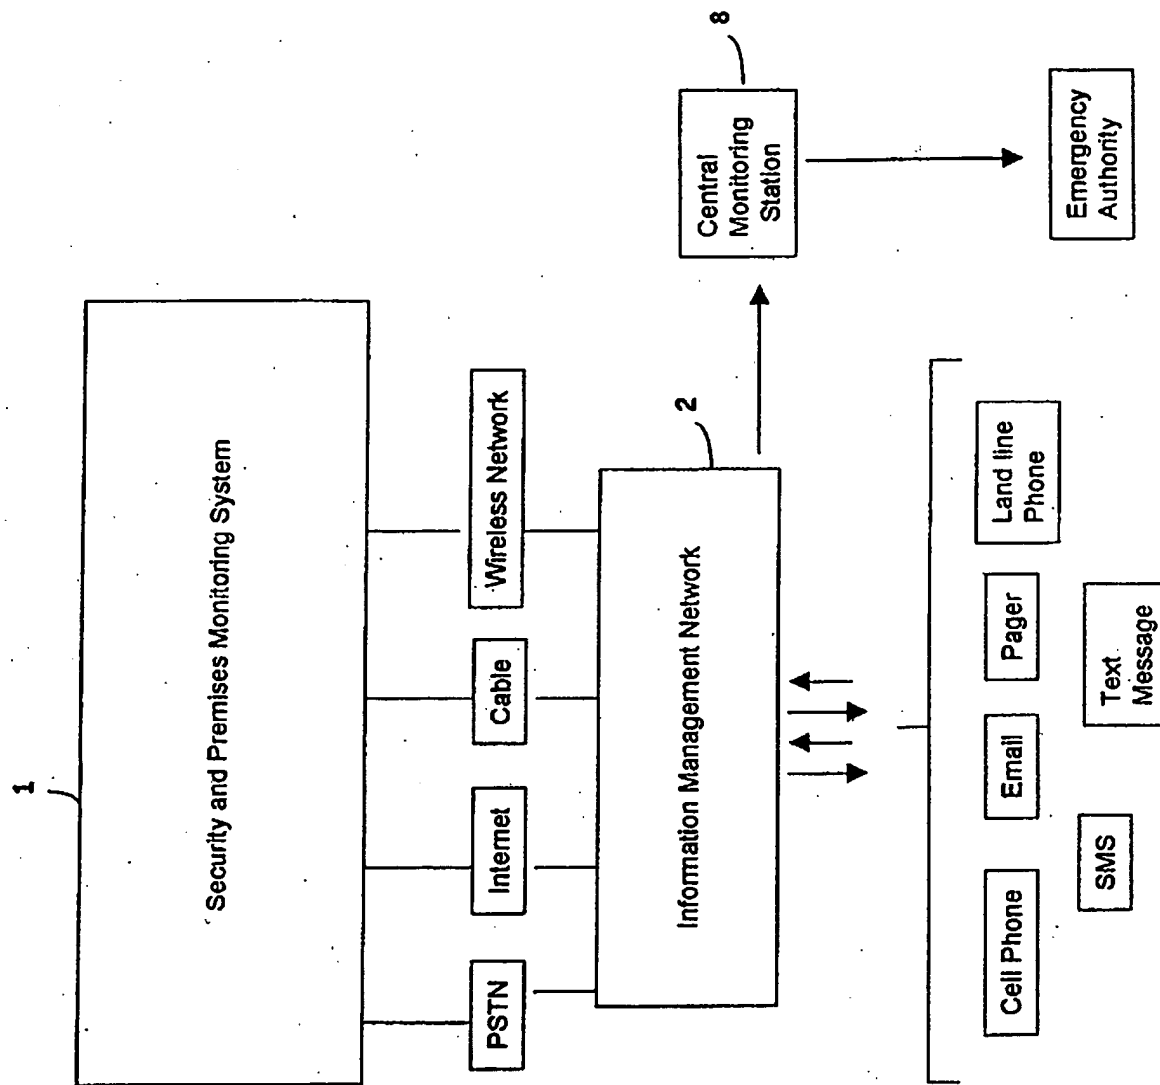 1
Security and Premises Monitoring System
PSTN
Internet
Cable
Wireless Network
2
Information Management Network
8
Central
Monitoring
Station
Cell Phone
Email
Pager
Land line
Phone
SMS
Text
Message
Emergency
Authority